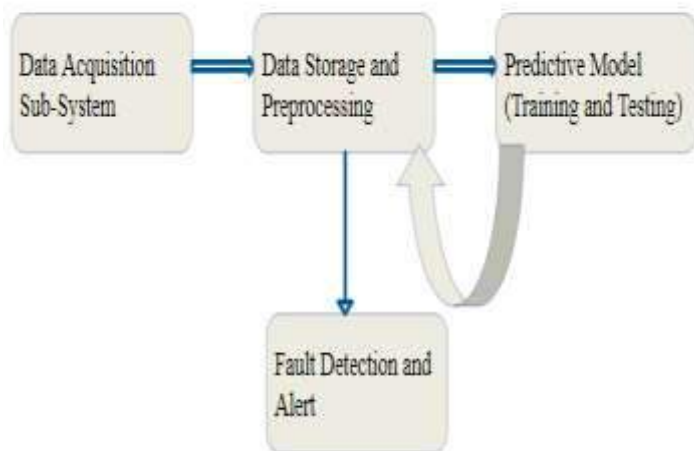 Data Acquisition
Sub-System
Data Storage and
Preprocessing
Predictive Model
(Training and Testing)
Fault Detection and
Alert